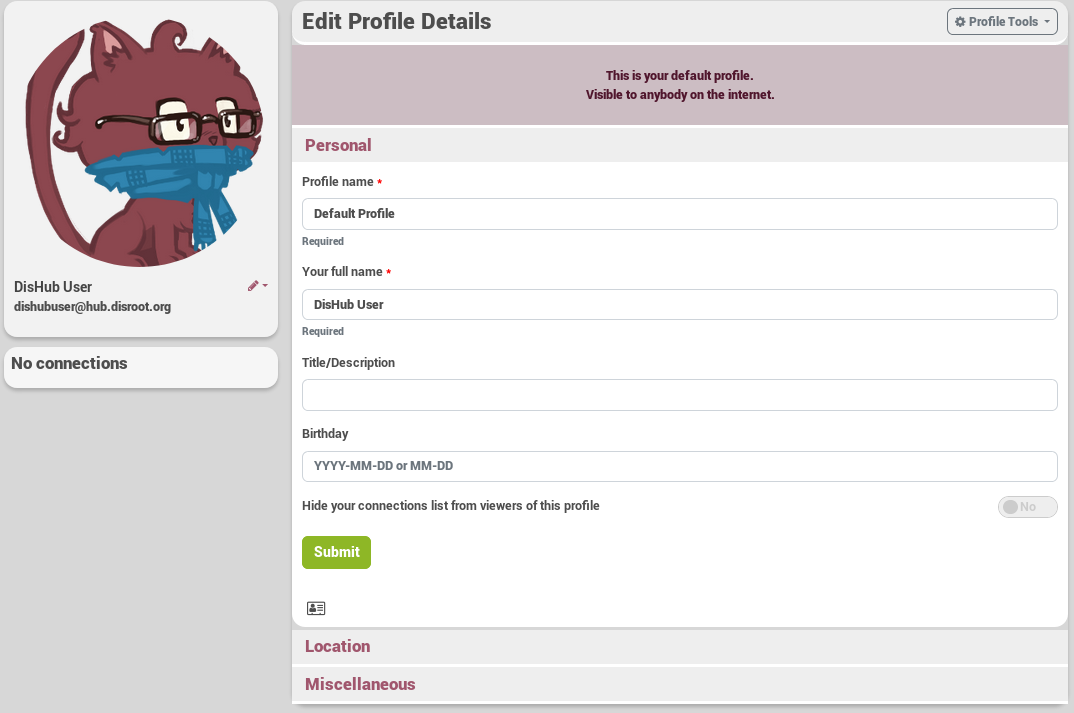 DisHub User
dishubuser@hub.disroot.org
No connections
Edit Profile Details
Profile Tools
This is your default profile.
Visible to anybody on the internet.
Personal
Profile name *
Default Profile
Required
Your full name *
DisHub User
Required
Title/Description
Birthday
YYYY-MM-DD or MM-DD
Hide your connections list from viewers of this profile
No
Submit
Location
Miscellaneous